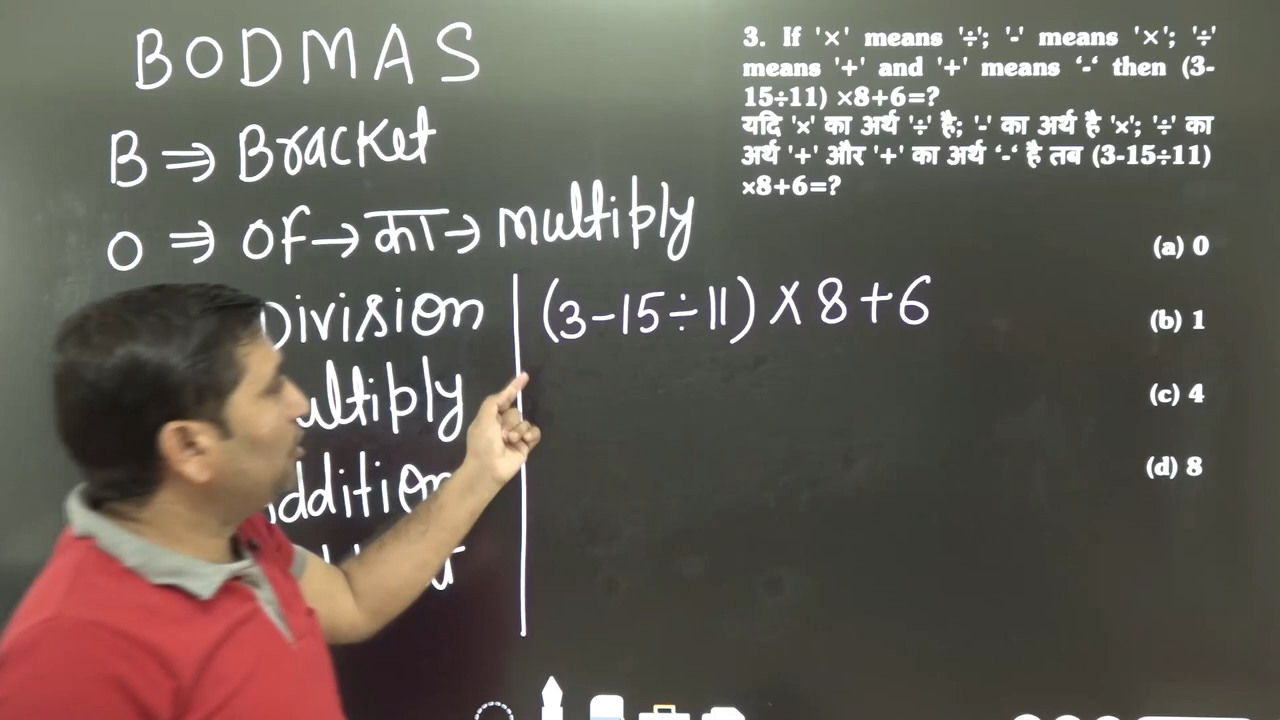 BODMAS
B ⇒ Bracket
O ⇒ OF → का → multiply
Division
ultiply
ddition
(3-15÷11) × 8+6
3. If '×' means '÷'; '-' means '×'; '÷'
means '+' and '+' means ‘-‘ then (3-
15÷11) ×8+6=?
यदि '×' का अर्थ '÷' है; '-' का अर्थ है '×'; '÷' का
अर्थ '+' और '+' का अर्थ ‘-‘ है तब (3-15÷11)
×8+6=?
(a) 0
(b) 1
(c) 4
(d) 8